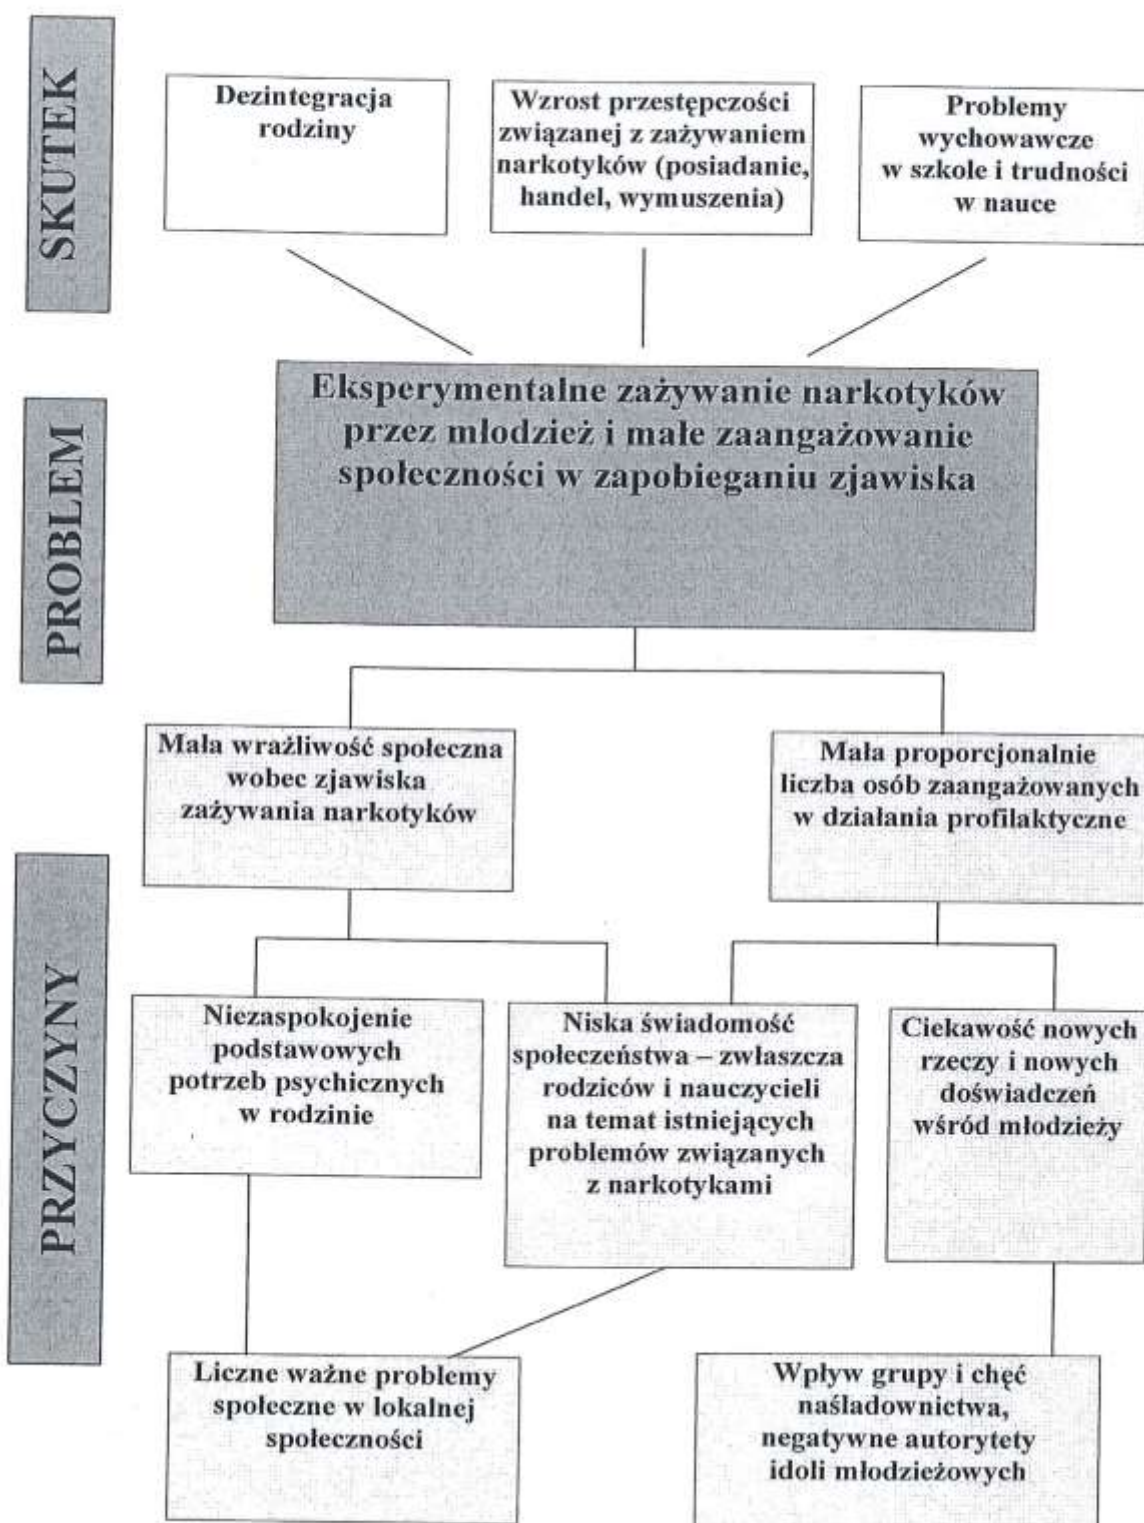 SKUTEK
Dezintegracja
rodziny
Wzrost przestępczości
związanej z zażywaniem
narkotyków (posiadanie,
handel, wymuszenia)
Problemy
wychowawcze
w szkole i trudności
w nauce
PROBLEM
Eksperymentalne zażywanie narkotyków
przez młodzież i małe zaangażowanie
społeczności w zapobieganiu zjawiska
Mała wrażliwość społeczna
wobec zjawiska
zażywania narkotyków
Mała proporcjonalnie
liczba osób zaangażowanych
w działania profilaktyczne
PRZYCZYNY
Niezaspokojenie
podstawowych
potrzeb psychicznych
w rodzinie
Niska świadomość
społeczeństwa – zwłaszcza
rodziców i nauczycieli
na temat istniejących
problemów związanych
z narkotykami
Ciekawość nowych
rzeczy i nowych
doświadczeń
wśród młodzieży
Liczne ważne problemy
społeczne w lokalnej
społeczności
Wpływ grupy i chęć
naśladownictwa,
negatywne autorytety
idoli młodzieżowych